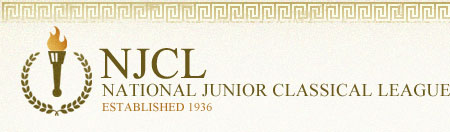 NJCL
NATIONAL JUNIOR CLASSICAL LEAGUE
ESTABLISHED 1936